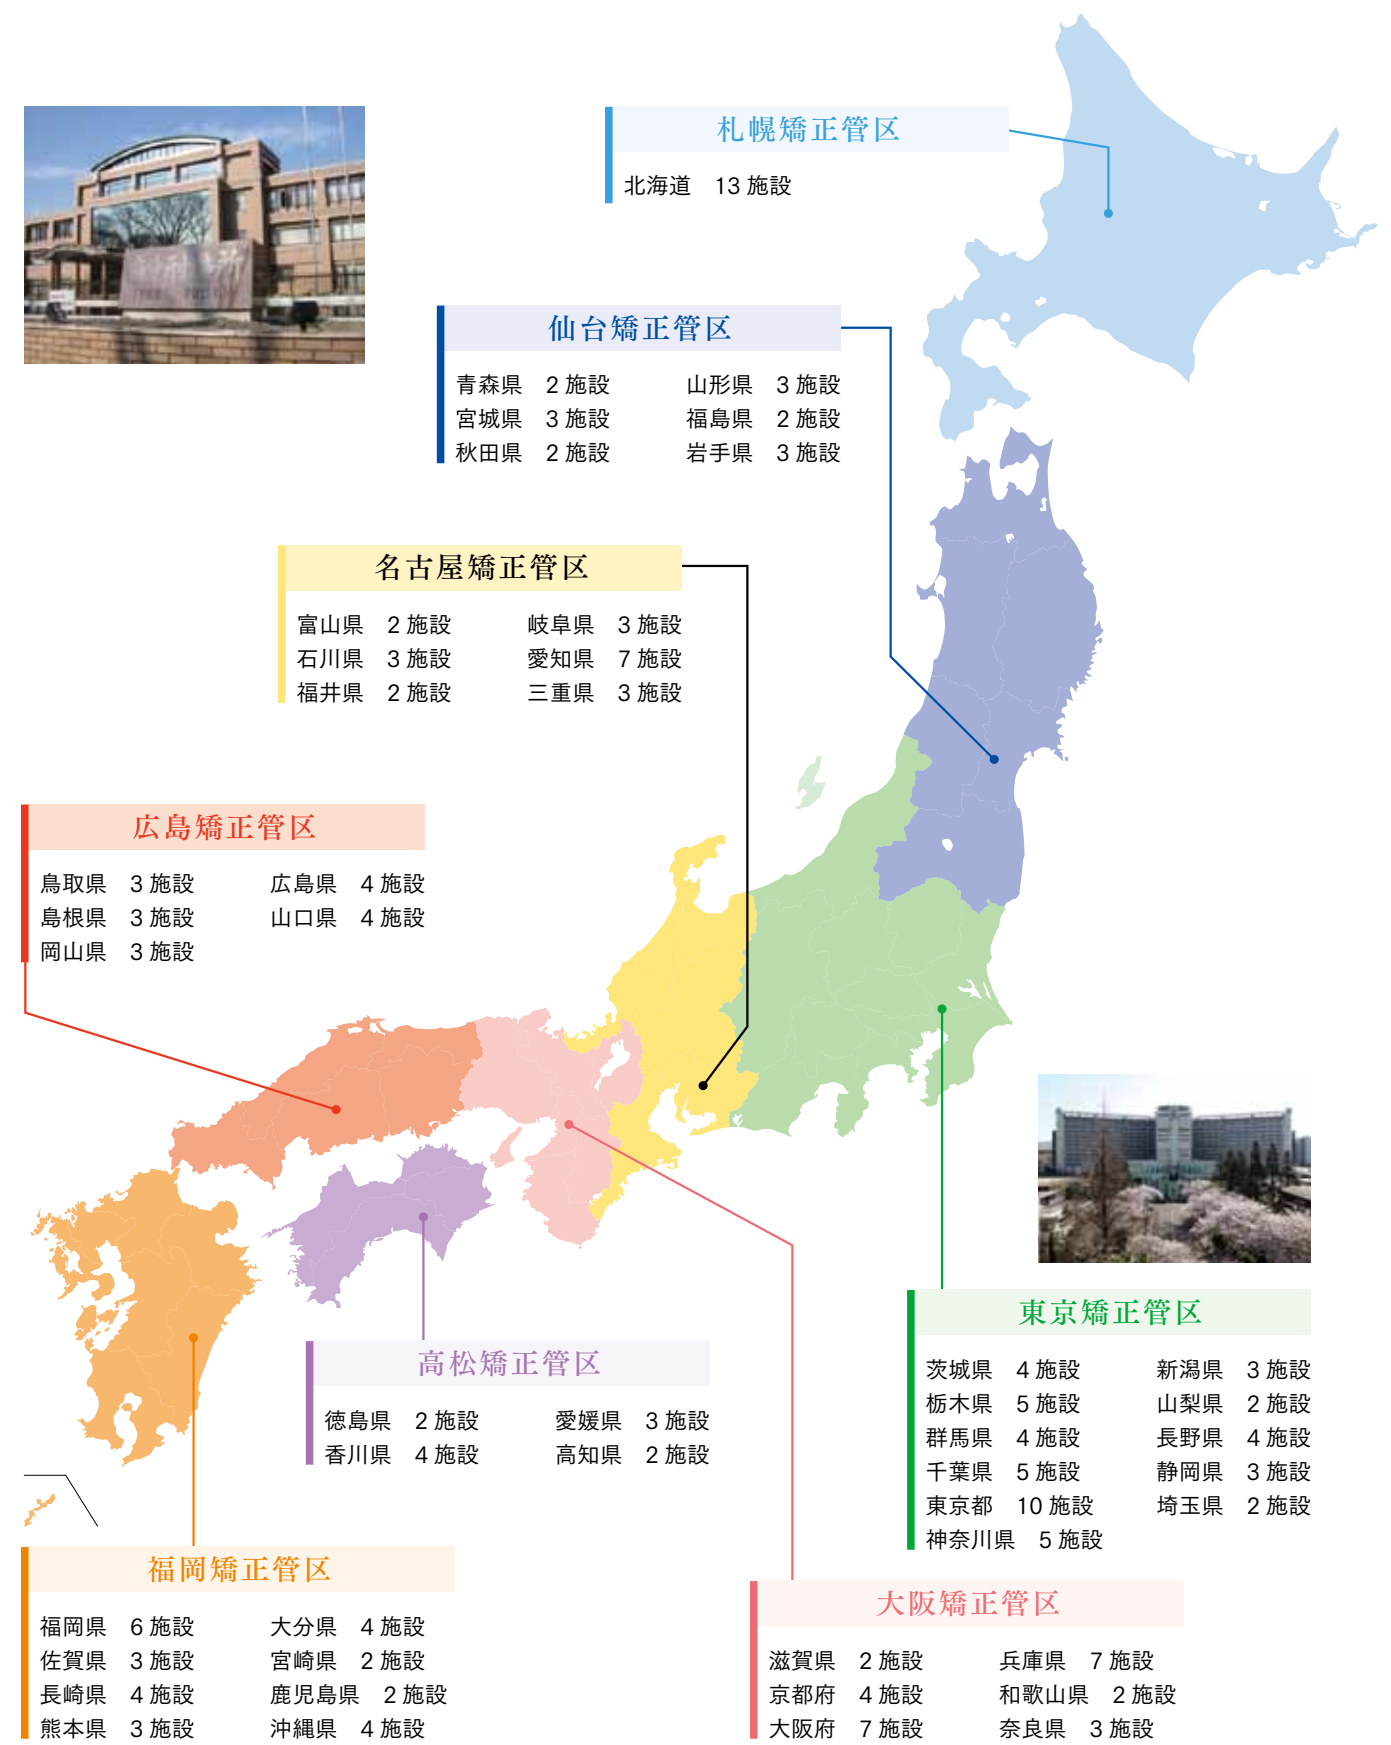 札幌矯正管区
北海道　13 施設
仙台矯正管区
青森県　2 施設　山形県　3 施設
宮城県　3 施設　福島県　2 施設
秋田県　2 施設　岩手県　3 施設
名古屋矯正管区
富山県　2 施設　岐阜県　3 施設
石川県　3 施設　愛知県　7 施設
福井県　2 施設　三重県　3 施設
広島矯正管区
鳥取県　3 施設　広島県　4 施設
島根県　3 施設　山口県　4 施設
岡山県　3 施設
東京矯正管区
茨城県　4 施設　新潟県　3 施設
栃木県　5 施設　山梨県　2 施設
群馬県　4 施設　長野県　4 施設
千葉県　5 施設　静岡県　3 施設
東京都　10 施設　埼玉県　2 施設
神奈川県　5 施設
高松矯正管区
徳島県　2 施設　愛媛県　3 施設
香川県　4 施設　高知県　2 施設
福岡矯正管区
福岡県　6 施設　大分県　4 施設
佐賀県　3 施設　宮崎県　2 施設
長崎県　4 施設　鹿児島県　2 施設
熊本県　3 施設　沖縄県　4 施設
大阪矯正管区
滋賀県　2 施設　兵庫県　7 施設
京都府　4 施設　和歌山県　2 施設
大阪府　7 施設　奈良県　3 施設